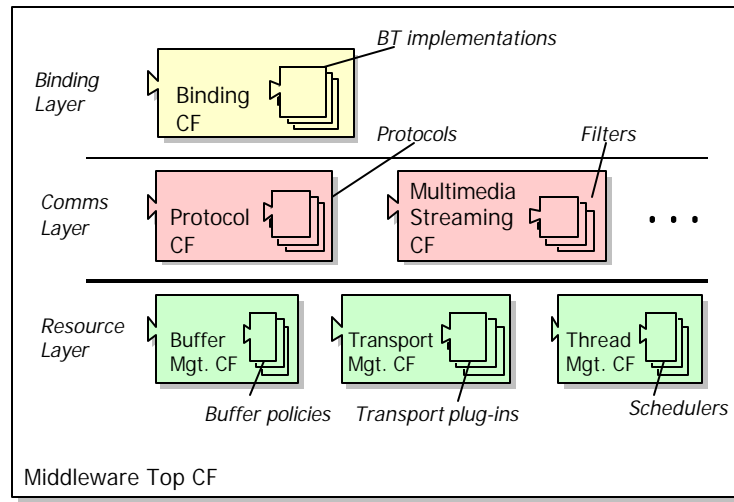 BT implementations
Binding
Layer
Binding
CF
Protocols
Filters
Comms
Layer
Protocol
CF
Multimedia
Streaming
CF
. . .
Resource
Layer
Buffer
Mgt. CF
Transport
Mgt. CF
Thread
Mgt. CF
Buffer policies
Transport plug-ins
Schedulers
Middleware Top CF